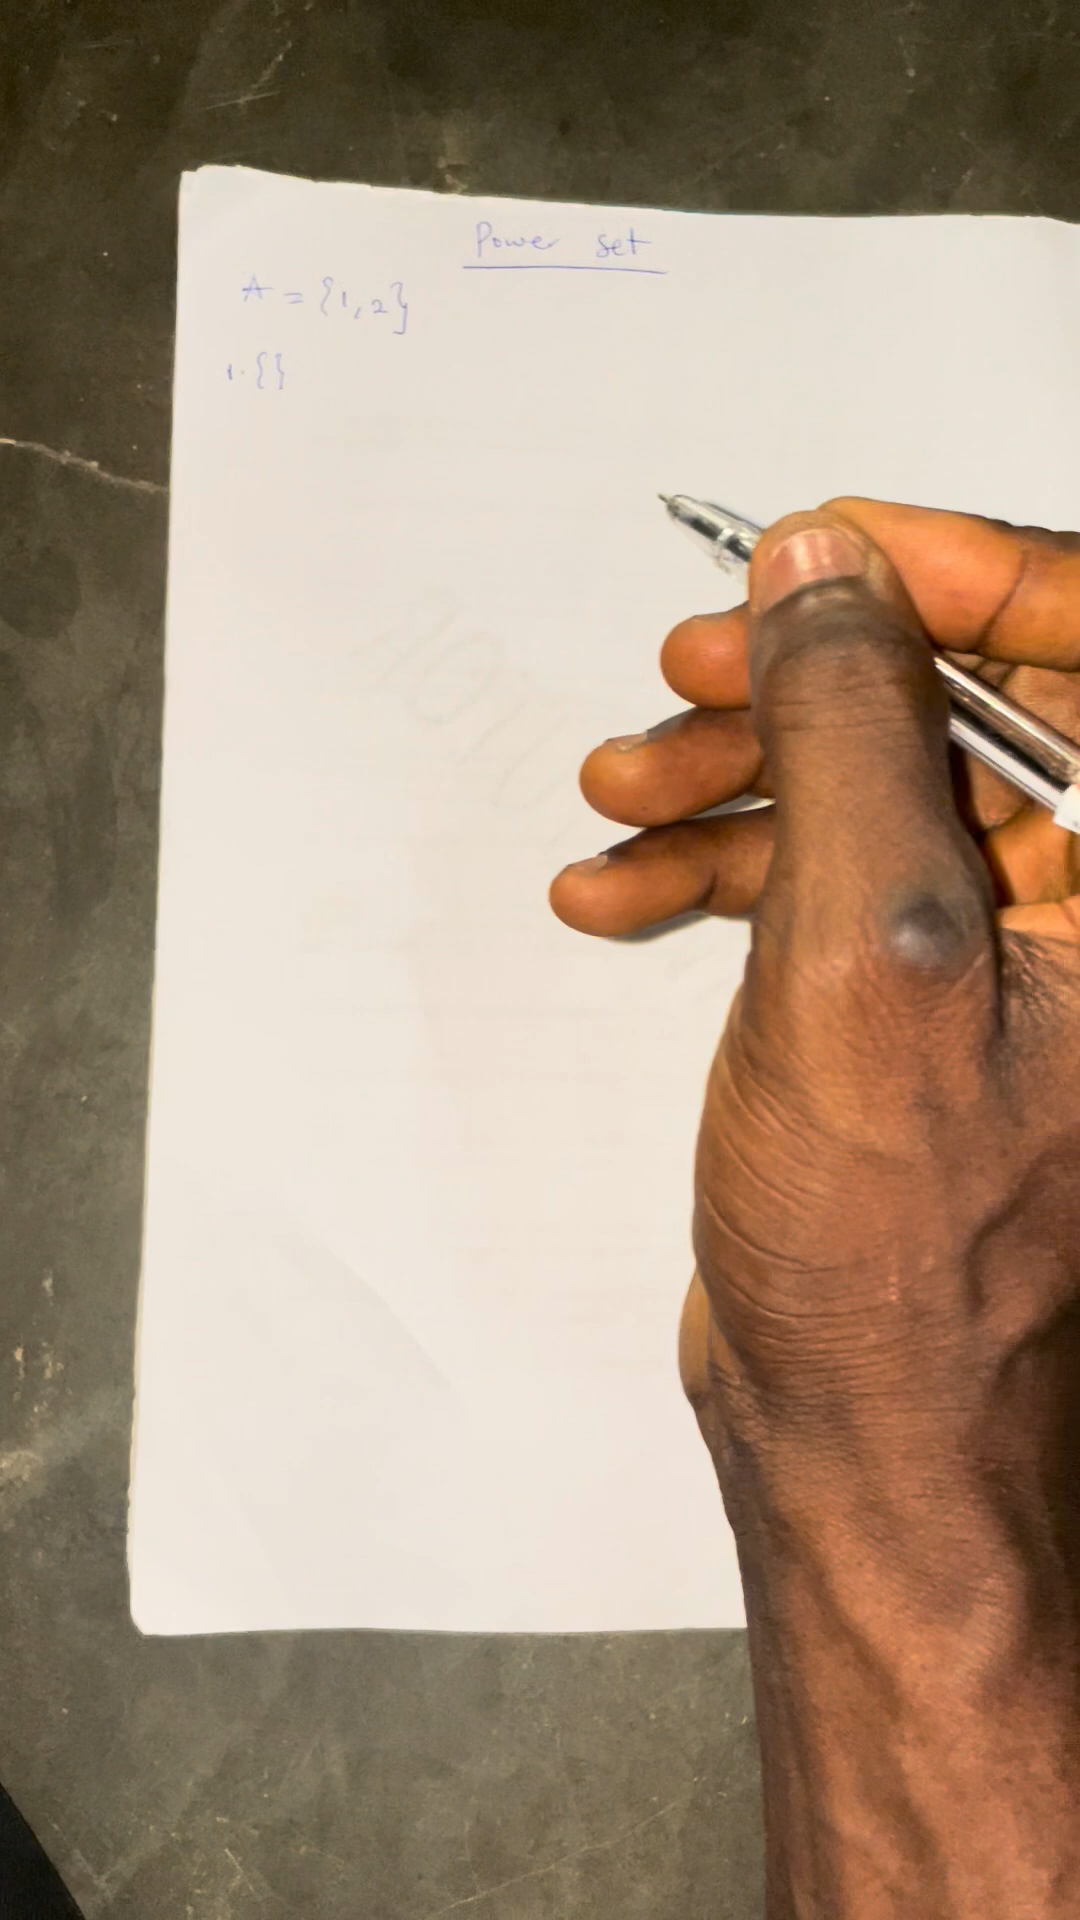 Power set
A = {1, 2}
1. {}